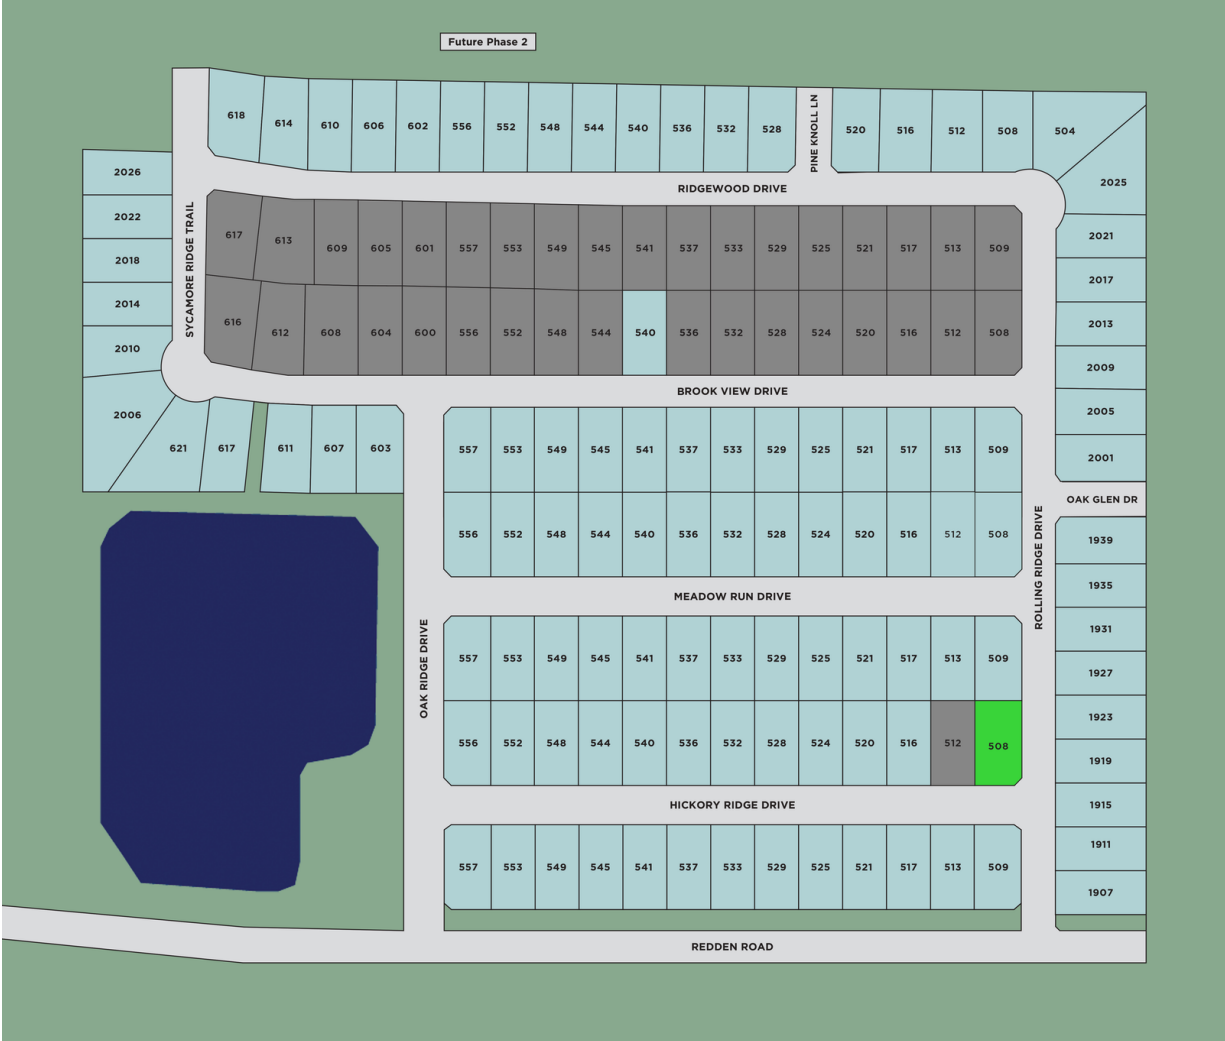 Future Phase 2
618 614 610 606 602 556 552 548 544 540 536 532 528 PINE KNOLL LN 520 516 512 508 504
2026
2025
RIDGEWOOD DRIVE
2022
2021
617 613 609 605 601 557 553 549 545 541 537 533 529 525 521 517 513 509
2018
SYCAMORE RIDGE TRAIL
2017
2014
2013
616 612 608 604 600 556 552 548 544 540 536 532 528 524 520 516 512 508
2010
2009
BROOK VIEW DRIVE
2006
2005
621 617 611 607 603
557 553 549 545 541 537 533 529 525 521 517 513 509
2001
OAK GLEN DR
556 552 548 544 540 536 532 528 524 520 516 512 508
ROLLING RIDGE DRIVE
1939
1935
MEADOW RUN DRIVE
1931
OAK RIDGE DRIVE
557 553 549 545 541 537 533 529 525 521 517 513 509
1927
1923
556 552 548 544 540 536 532 528 524 520 516 512 508
1919
HICKORY RIDGE DRIVE
1915
1911
557 553 549 545 541 537 533 529 525 521 517 513 509
1907
REDDEN ROAD